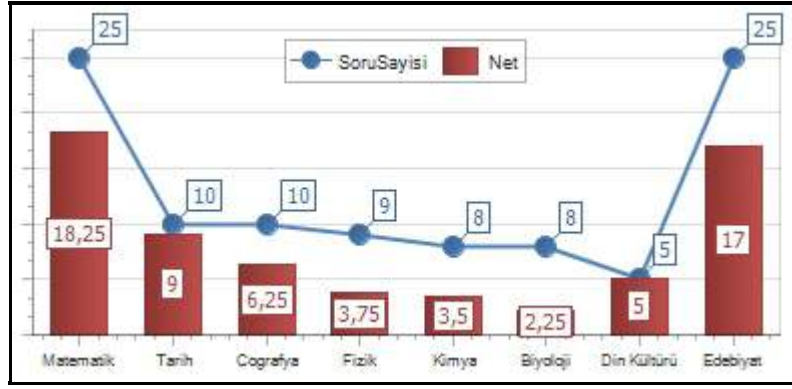 25
25
SoruSayisi
Net
10
10
9
8
8
5
18,25
9
6,25
3,75
3,5
2,25
5
17
Matematik
Tarih
Cografya
Fizik
Kimya
Biyoloji
Din Kültürü
Edebiyat